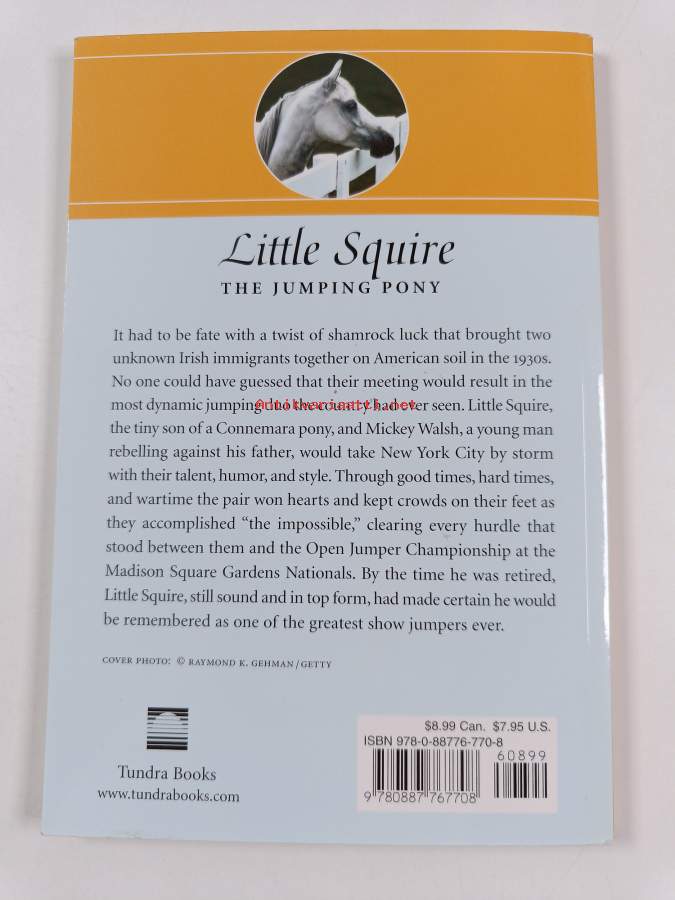 Little Squire
THE JUMPING PONY
It had to be fate with a twist of shamrock luck that brought two
unknown Irish immigrants together on American soil in the 1930s.
No one could have guessed that their meeting would result in the
most dynamic jumping duo the country had ever seen. Little Squire,
antikvariaatti.net
the tiny son of a Connemara pony, and Mickey Walsh, a young man
rebelling against his father, would take New York City by storm
with their talent, humor, and style. Through good times, hard times,
and wartime the pair won hearts and kept crowds on their feet as
they accomplished “the impossible,” clearing every hurdle that
stood between them and the Open Jumper Championship at the
Madison Square Gardens Nationals. By the time he was retired,
Little Squire, still sound and in top form, had made certain he would
be remembered as one of the greatest show jumpers ever.
COVER PHOTO: © RAYMOND K. GEHMAN / GETTY
Tundra Books
www.tundrabooks.com
$8.99 Can. $7.95 U.S.
ISBN 978-0-88776-770-8
60899
9 780887 767708